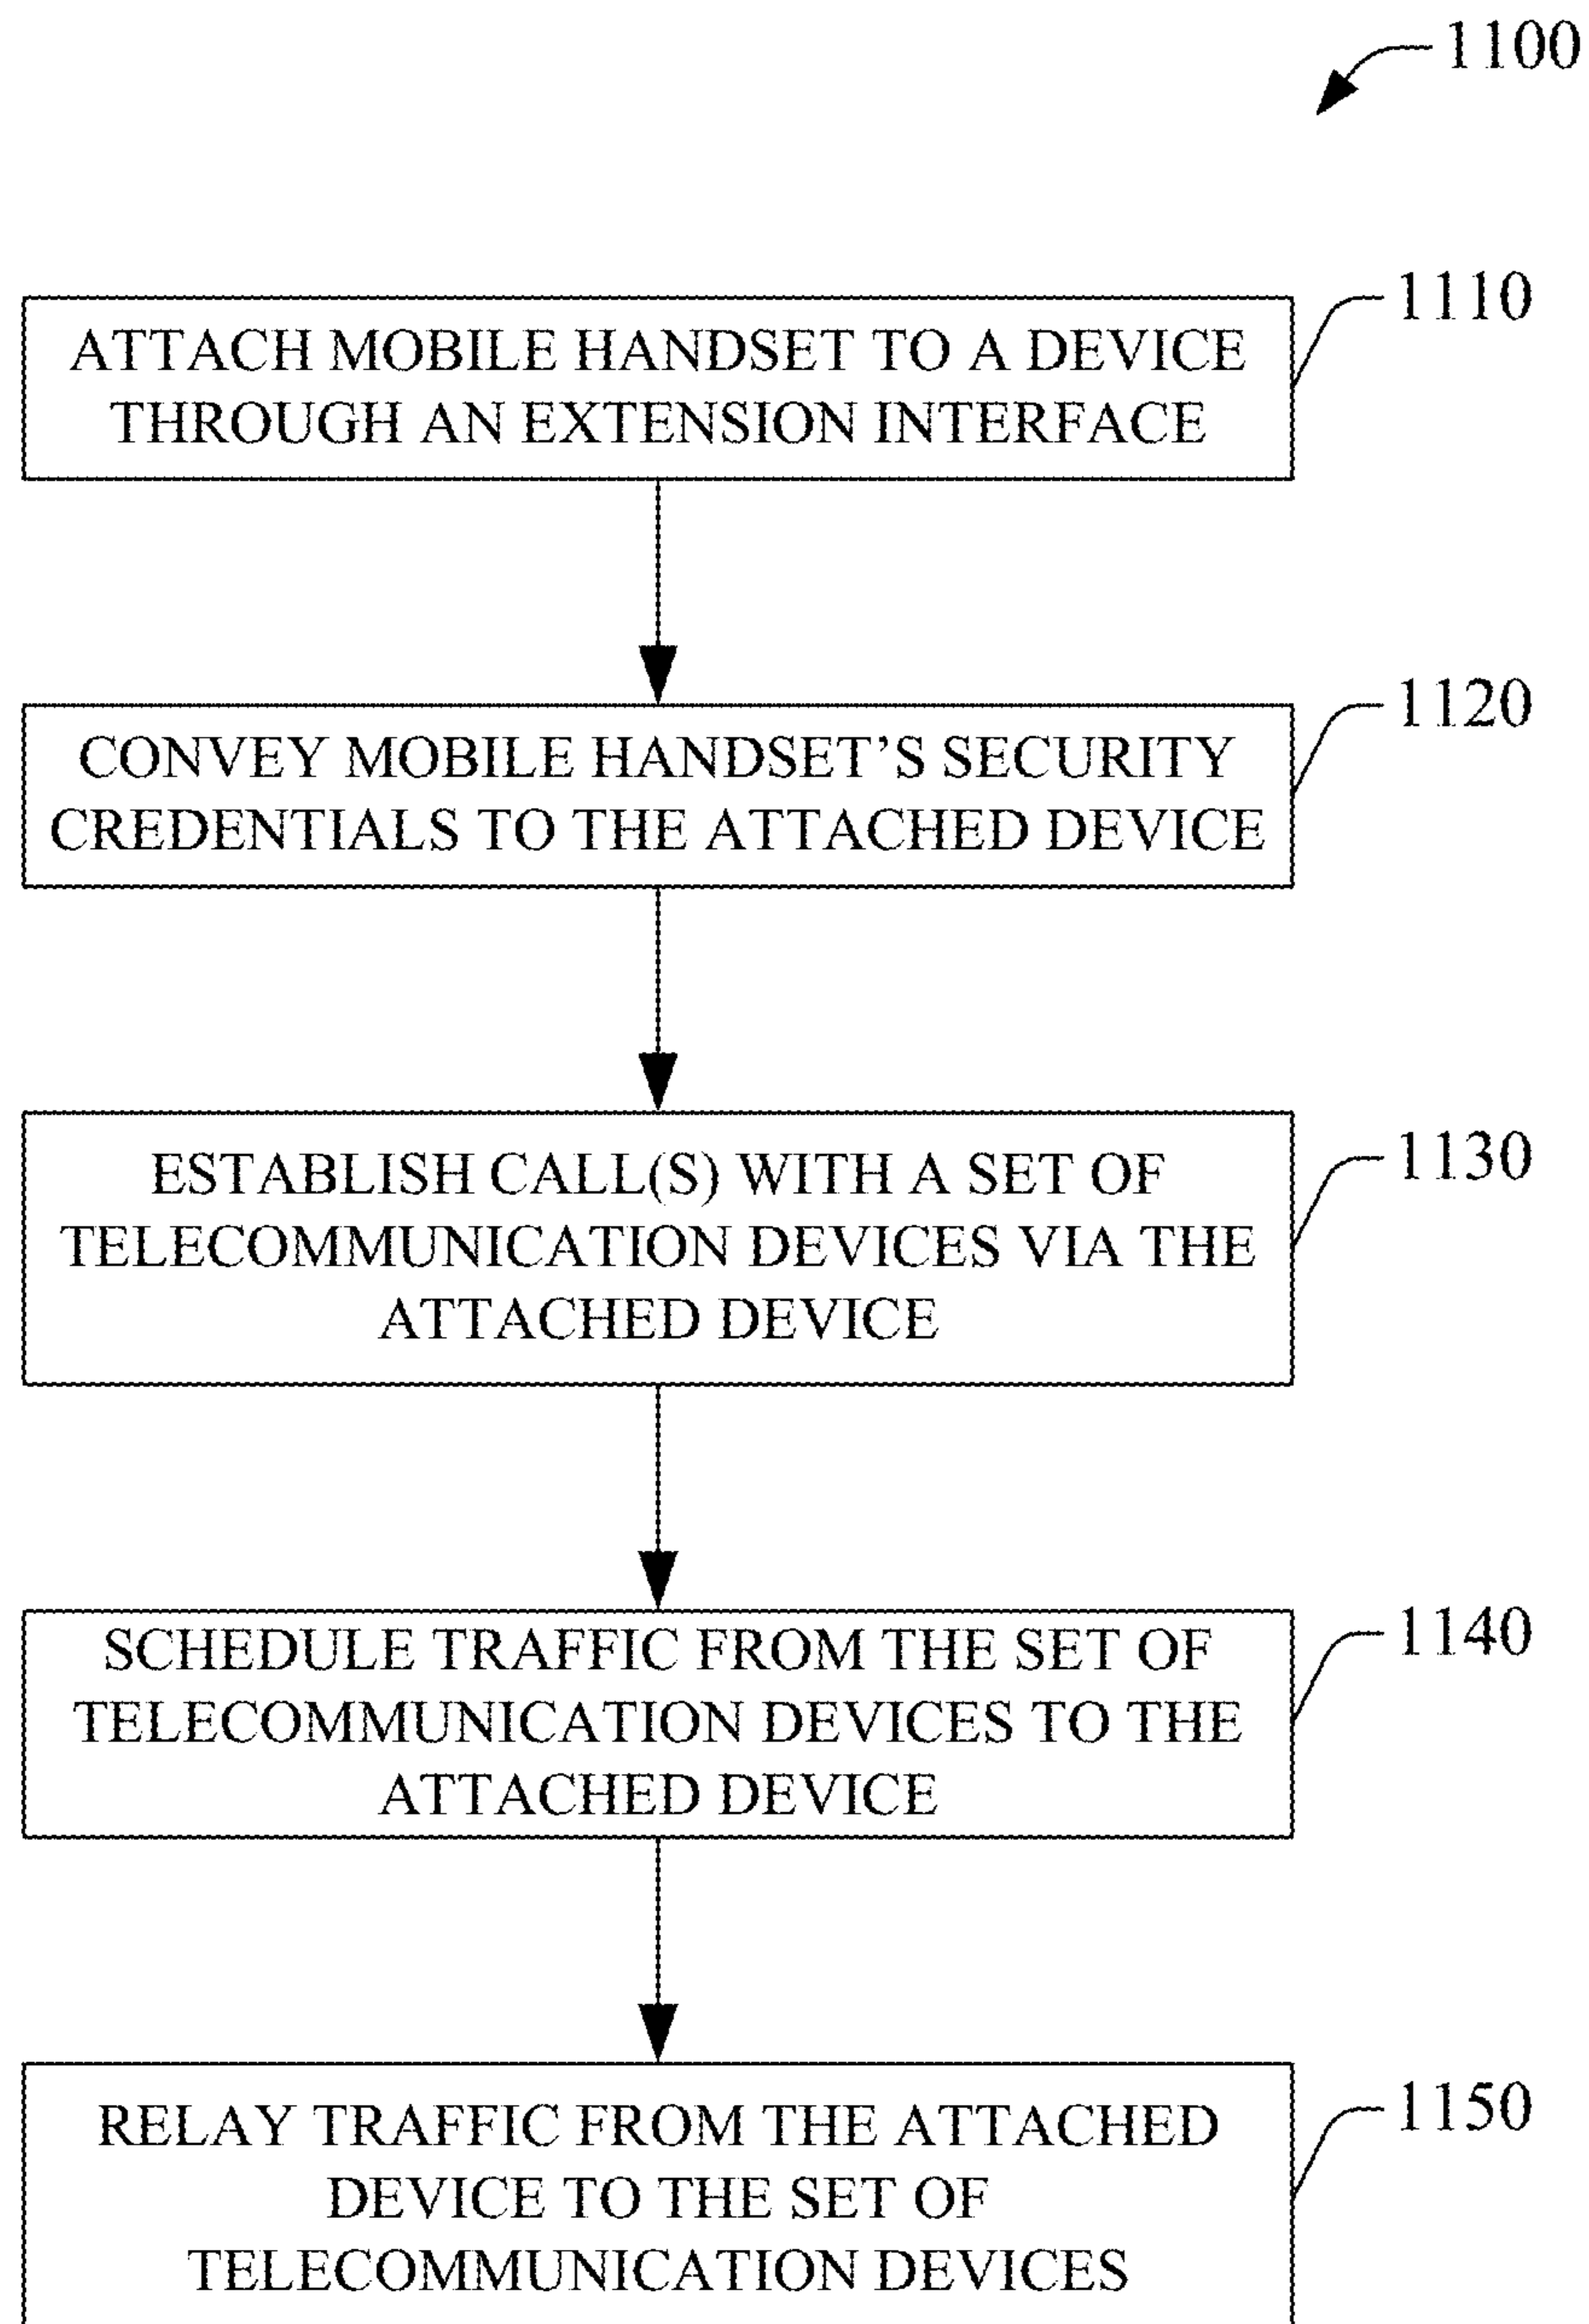 1100
1110
ATTACH MOBILE HANDSET TO A DEVICE
THROUGH AN EXTENSION INTERFACE
1120
CONVEY MOBILE HANDSET’S SECURITY
CREDENTIALS TO THE ATTACHED DEVICE
1130
ESTABLISH CALL(S) WITH A SET OF
TELECOMMUNICATION DEVICES VIA THE
ATTACHED DEVICE
1140
SCHEDULE TRAFFIC FROM THE SET OF
TELECOMMUNICATION DEVICES TO THE
ATTACHED DEVICE
1150
RELAY TRAFFIC FROM THE ATTACHED
DEVICE TO THE SET OF
TELECOMMUNICATION DEVICES